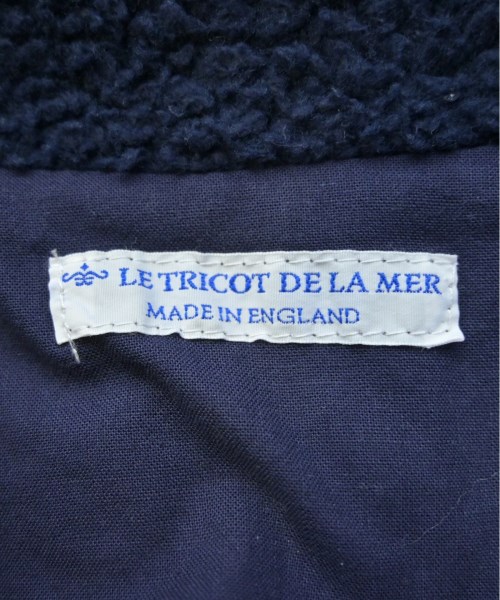 LE TRICOT DE LA MER
MADE IN ENGLAND